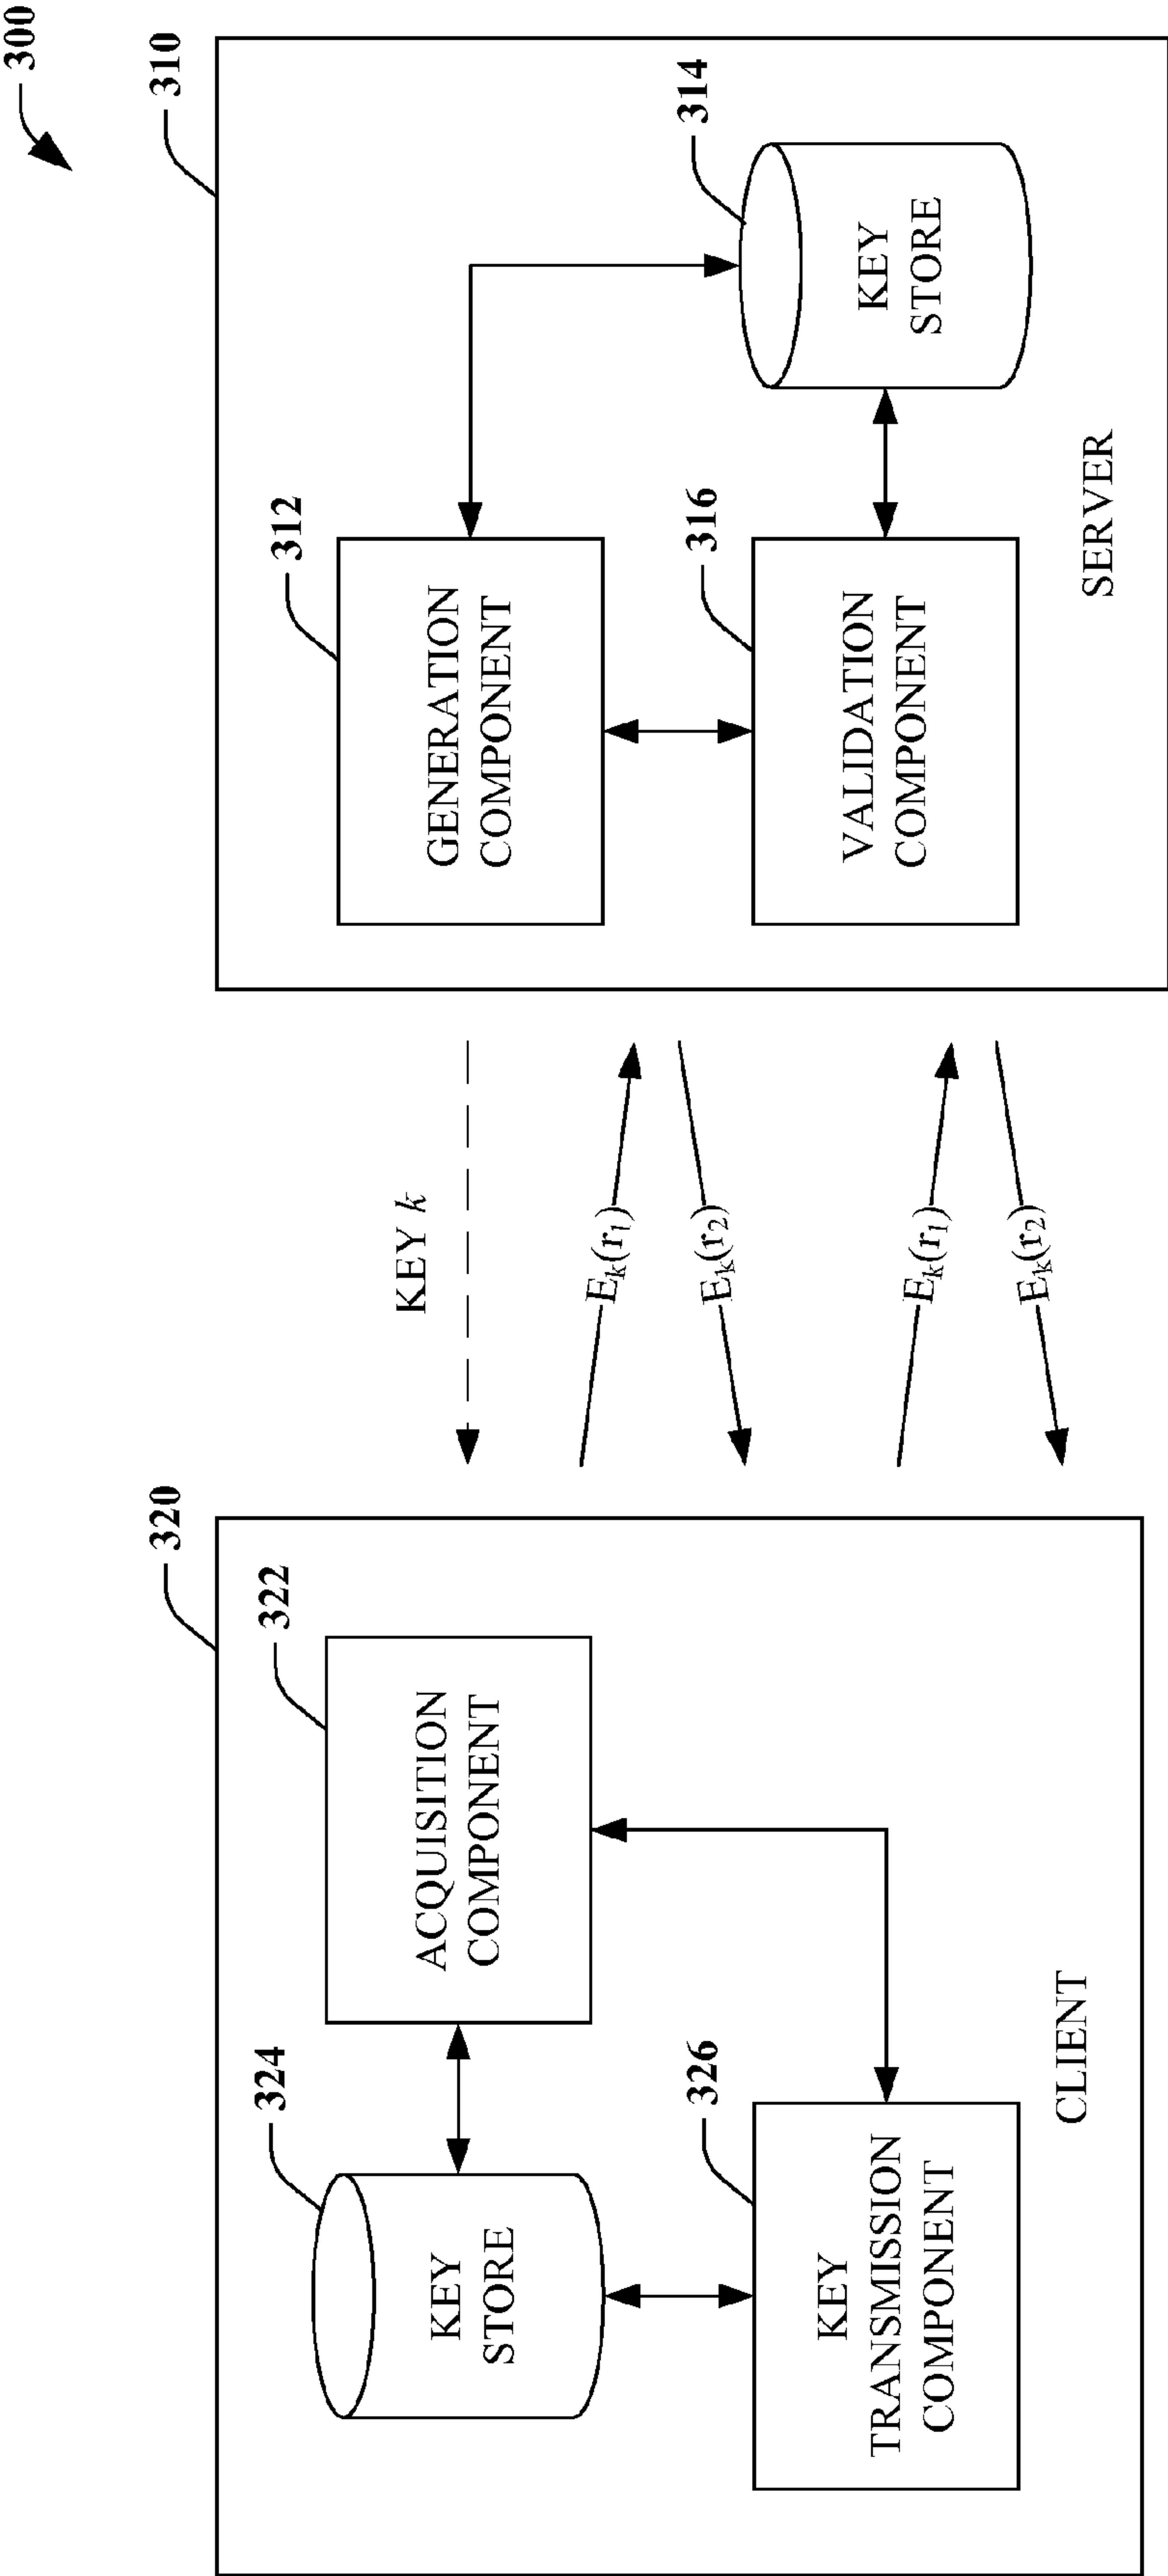 300
320
322
324
KEY
STORE
ACQUISITION
COMPONENT
326
KEY
TRANSMISSION
COMPONENT
CLIENT
KEY k
Eₖ(r₁)
Eₖ(r₂)
Eₖ(r₁)
Eₖ(r₂)
310
312
GENERATION
COMPONENT
314
KEY
STORE
316
VALIDATION
COMPONENT
SERVER